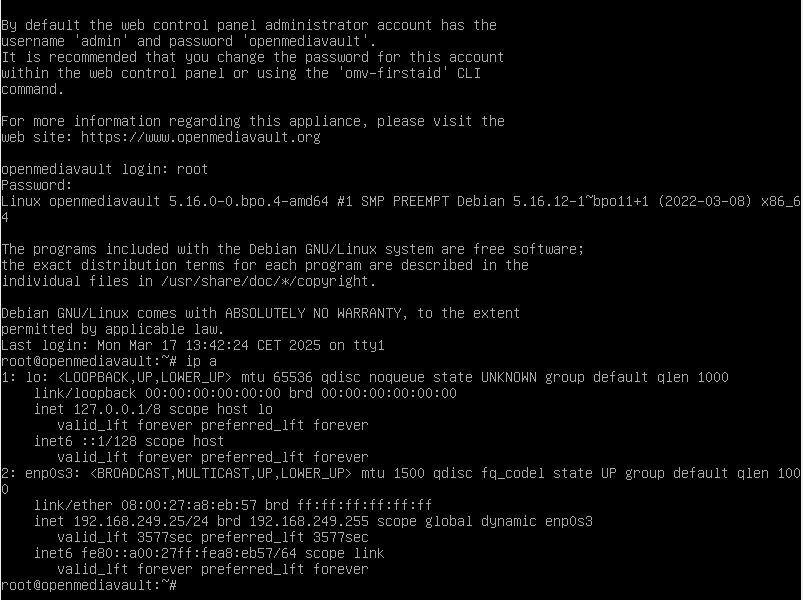 By default the web control panel administrator account has the
username 'admin' and password 'openmediavault'.
It is recommended that you change the password for this account
within the web control panel or using the 'omv-firstaid' CLI
command.
For more information regarding this appliance, please visit the
web site: https://www.openmediavault.org
openmediavault login: root
Password:
Linux openmediavault 5.16.0-0.bpo.4-amd64 #1 SMP PREEMPT Debian 5.16.12-1~bpo11+1 (2022-03-08) x86_6
4
The programs included with the Debian GNU/Linux system are free software;
the exact distribution terms for each program are described in the
individual files in /usr/share/doc/*/copyright.
Debian GNU/Linux comes with ABSOLUTELY NO WARRANTY, to the extent
permitted by applicable law.
Last login: Mon Mar 17 13:42:24 CET 2025 on tty1
root@openmediavault:~# ip a
1: lo: <LOOPBACK,UP,LOWER_UP> mtu 65536 qdisc noqueue state UNKNOWN group default qlen 1000
    link/loopback 00:00:00:00:00:00 brd 00:00:00:00:00:00
    inet 127.0.0.1/8 scope host lo
       valid_lft forever preferred_lft forever
    inet6 ::1/128 scope host
       valid_lft forever preferred_lft forever
2: enp0s3: <BROADCAST,MULTICAST,UP,LOWER_UP> mtu 1500 qdisc fq_codel state UP group default qlen 100
0
    link/ether 08:00:27:a8:eb:57 brd ff:ff:ff:ff:ff:ff
    inet 192.168.249.25/24 brd 192.168.249.255 scope global dynamic enp0s3
       valid_lft 3577sec preferred_lft 3577sec
    inet6 fe80::a00:27ff:fea8:eb57/64 scope link
       valid_lft forever preferred_lft forever
root@openmediavault:~#